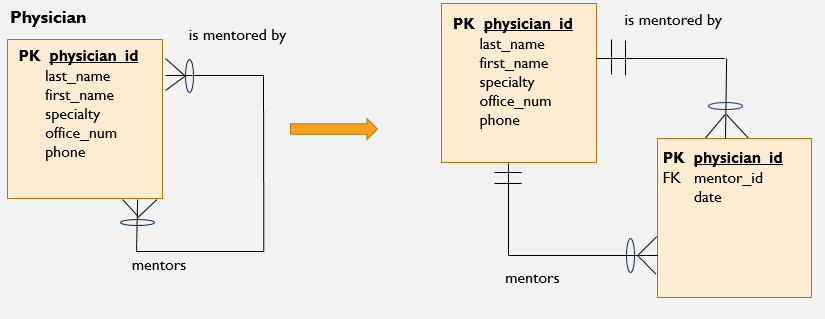 Physician
is mentored by
PK physician_id
last_name
first_name
specialty
office_num
phone
mentors
is mentored by
PK physician_id
last_name
first_name
specialty
office_num
phone
mentors
PK physician_id
FK mentor_id
date